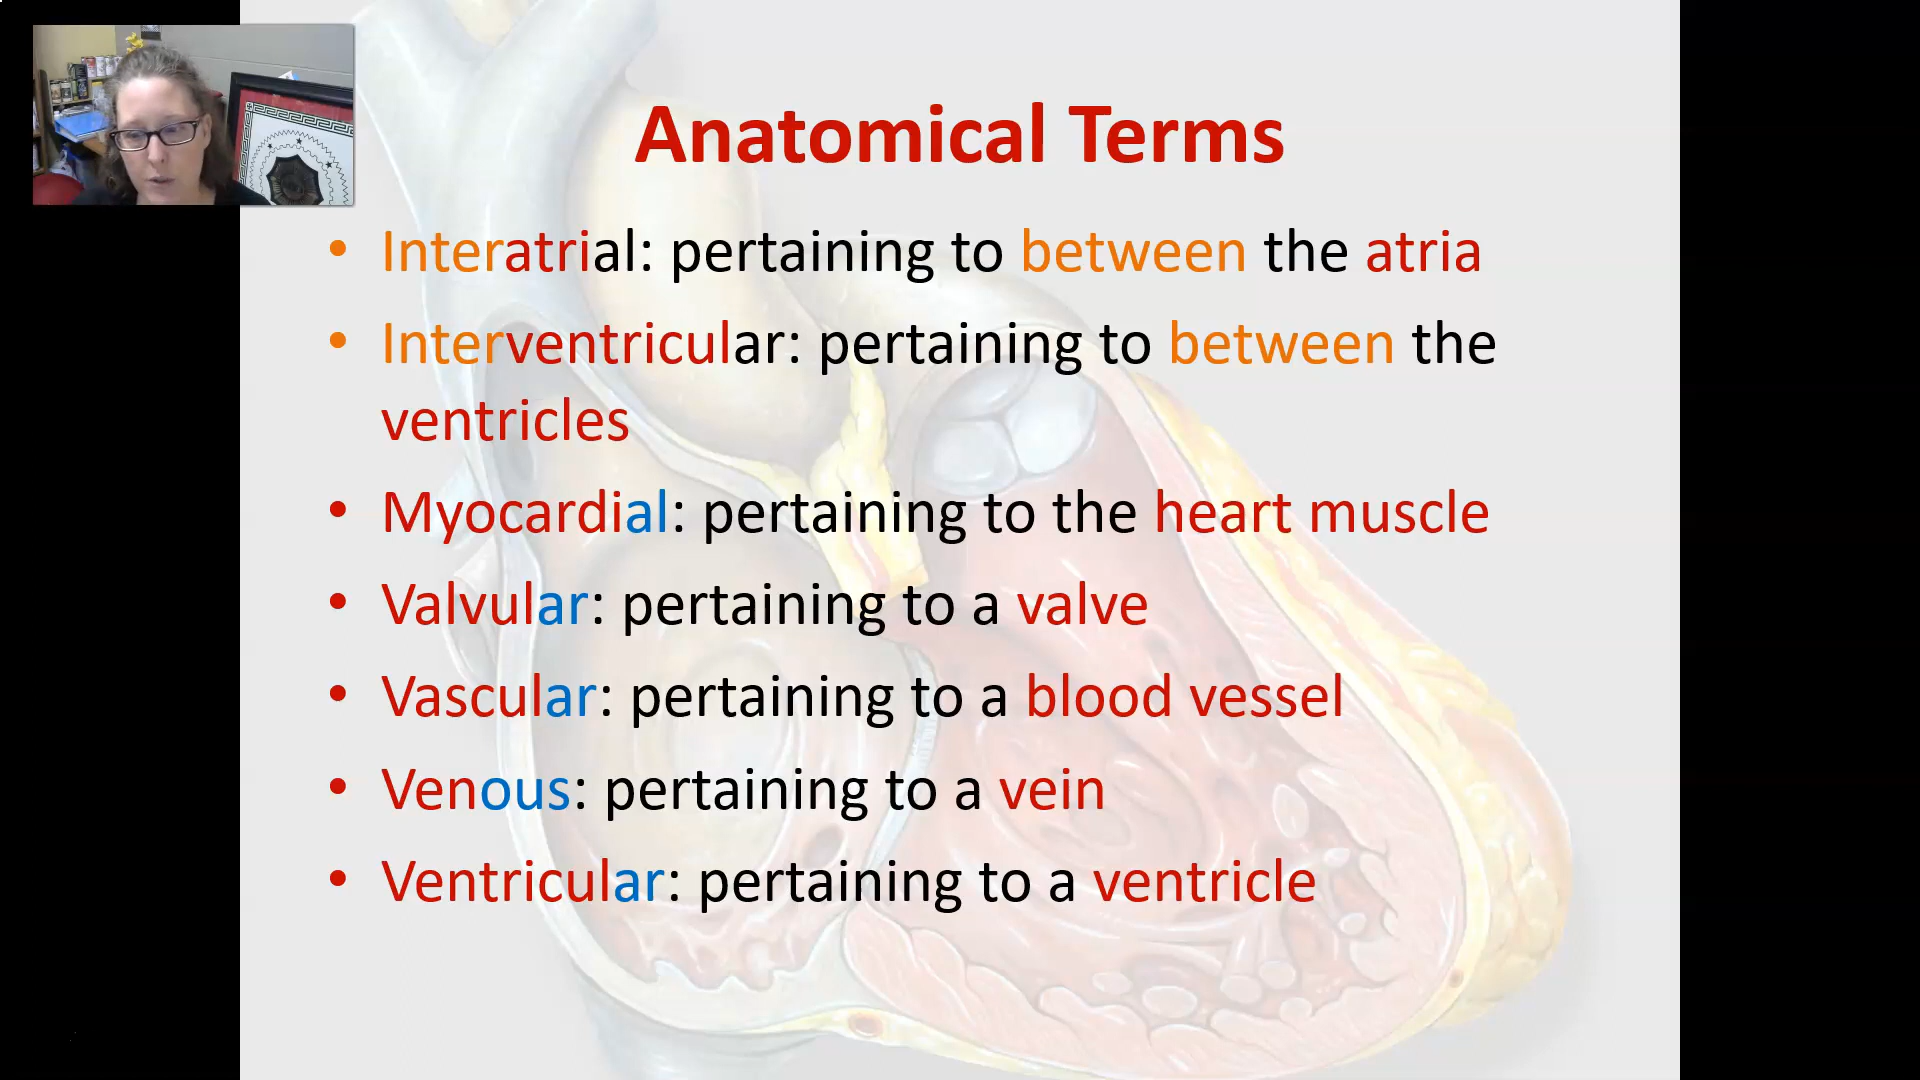 Anatomical Terms
• Interatrial: pertaining to between the atria
• Interventricular: pertaining to between the
ventricles
• Myocardial: pertaining to the heart muscle
• Valvular: pertaining to a valve
• Vascular: pertaining to a blood vessel
• Venous: pertaining to a vein
• Ventricular: pertaining to a ventricle